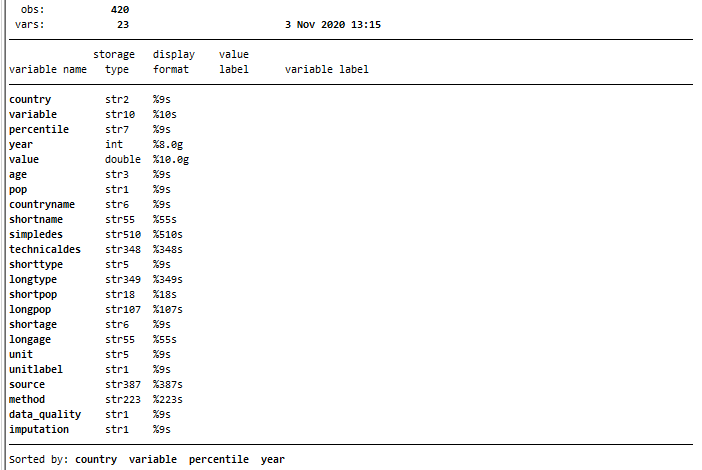 obs: 420
vars: 23 3 Nov 2020 13:15
storage display value
variable name type format label variable label
country str2 %9s
variable str10 %10s
percentile str7 %9s
year int %8.0g
value double %10.0g
age str3 %9s
pop str1 %9s
countryname str6 %9s
shortname str55 %55s
simpledes str510 %510s
technicaldes str348 %348s
shorttype str5 %9s
longtype str349 %349s
shortpop str18 %18s
longpop str107 %107s
shortage str6 %9s
longage str55 %55s
unit str5 %9s
unitlabel str1 %9s
source str387 %387s
method str223 %223s
data_quality str1 %9s
imputation str1 %9s
Sorted by: country variable percentile year